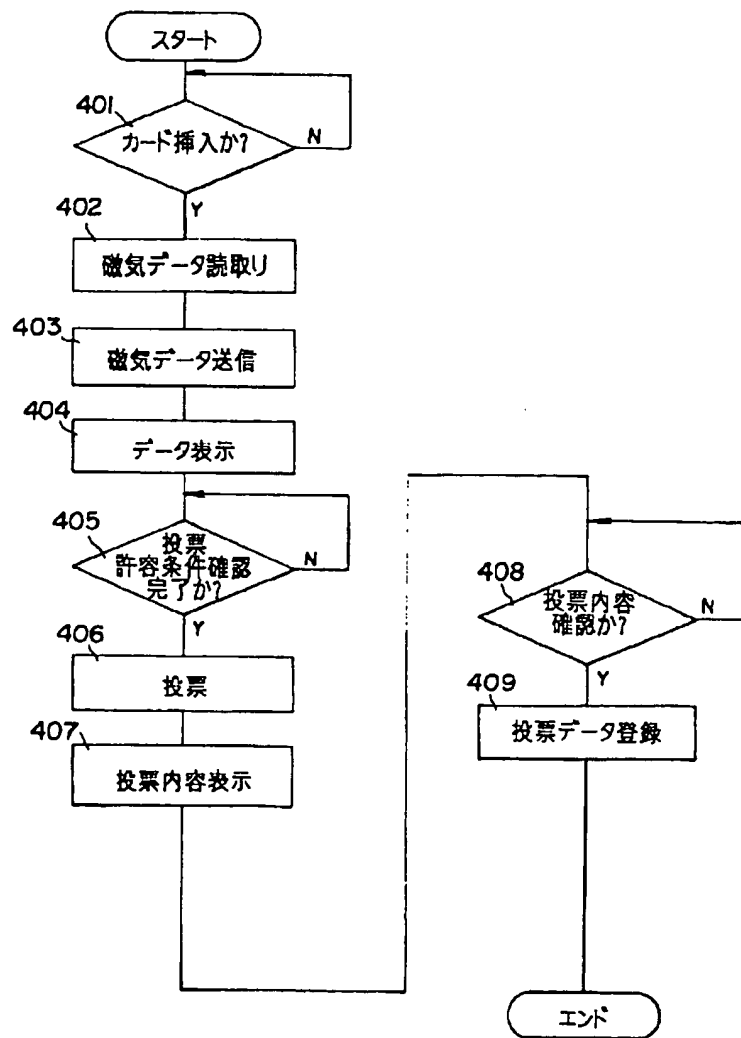 スタート
401
カード挿入か?
N
Y
402
磁気データ読取り
403
磁気データ送信
404
データ表示
405
投票
許容条件確認
完了か?
N
Y
406
投票
407
投票内容表示
408
投票内容
確認か?
N
Y
409
投票データ登録
エンド